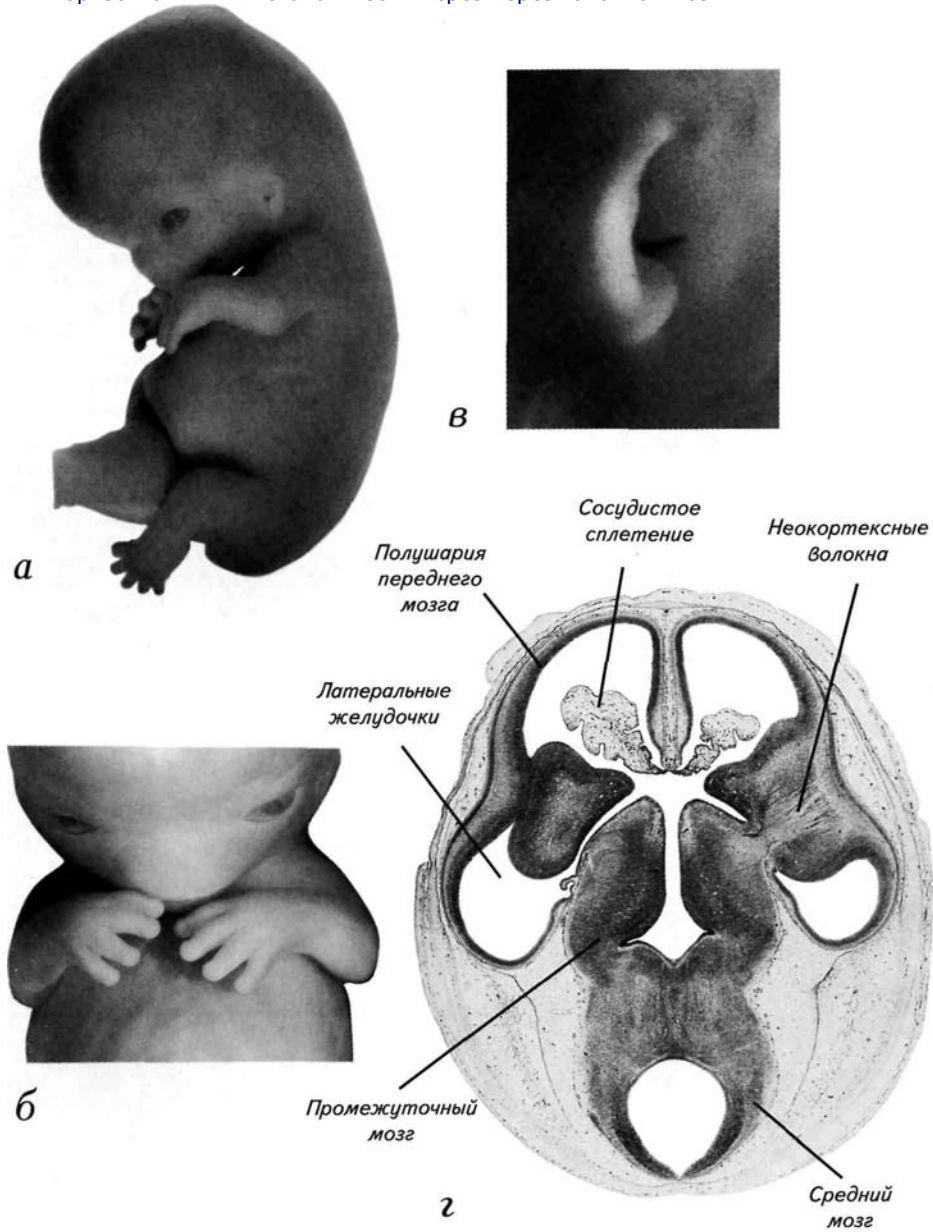 а
в
Сосудистое
сплетение
Неокортексные
волокна
Полушария
переднего
мозга
Латеральные
желудочки
б
Промежуточный
мозг
Средний
мозг
г